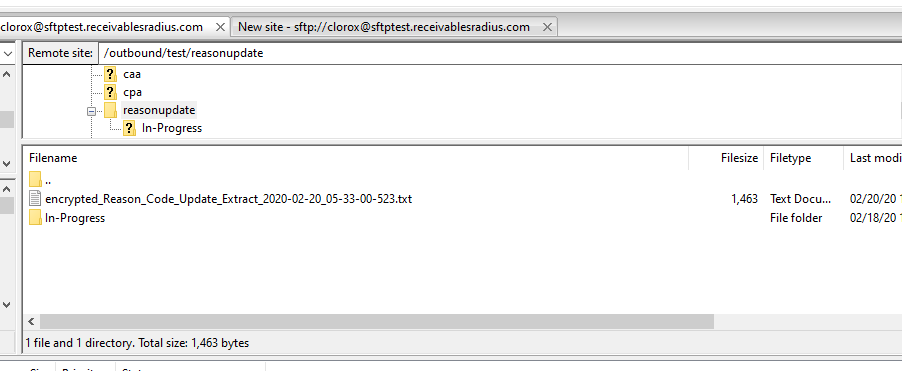 clorox@sftptest.receivablesradius.com New site - sftp://clorox@sftptest.receivablesradius.com
Remote site: /outbound/test/reasonupdate
caa
cpa
reasonupdate
In-Progress
Filename Filesize Filetype Last modi
..
encrypted_Reason_Code_Update_Extract_2020-02-20_05-33-00-523.txt 1,463 Text Docu... 02/20/20 1
In-Progress File folder 02/18/20 1
1 file and 1 directory. Total size: 1,463 bytes